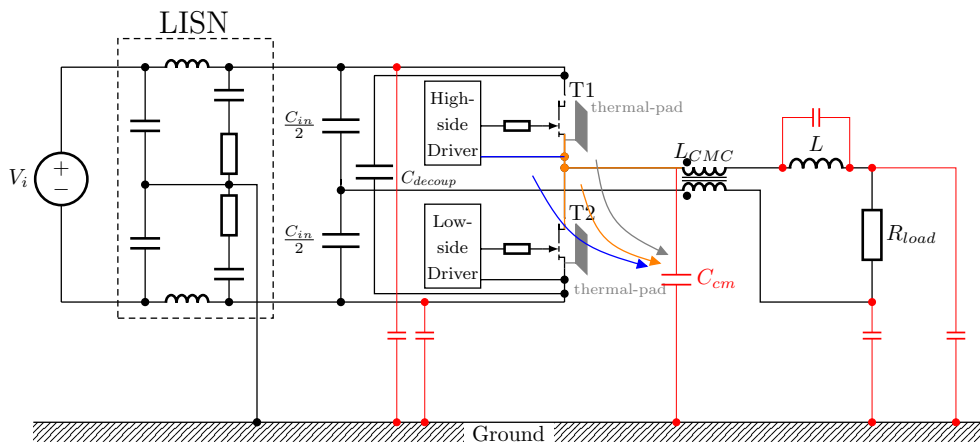 LISN
V_i
+
−
C_in/2
C_in/2
C_decoup
High-
side
Driver
Low-
side
Driver
T1
thermal-pad
T2
thermal-pad
L_CMC
L
R_load
C_cm
Ground